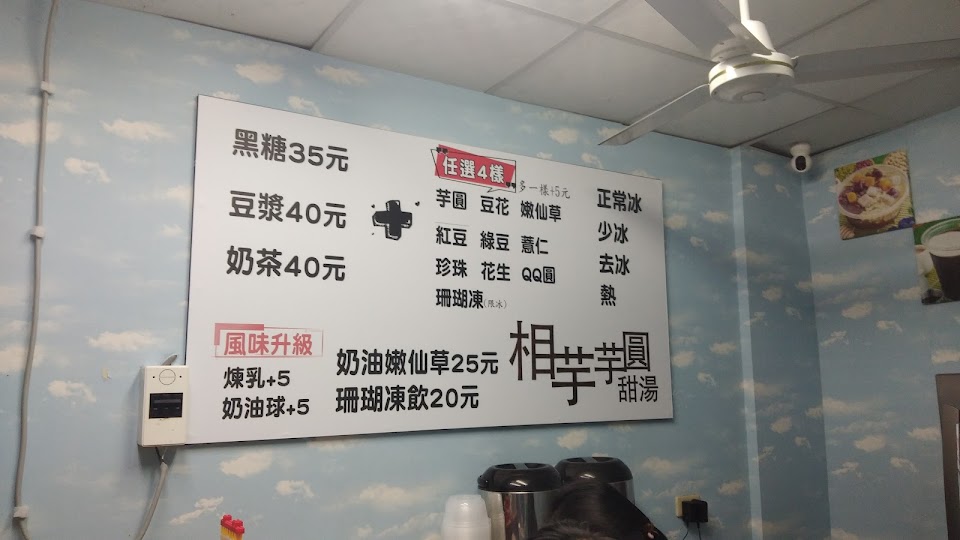 黑糖35元
豆漿40元
奶茶40元
任選4樣
多一樣+5元
芋圓 豆花 嫩仙草
紅豆 綠豆 薏仁
珍珠 花生 QQ圓
珊瑚凍(限冰)
正常冰
少冰
去冰
熱
風味升級
煉乳+5
奶油球+5
奶油嫩仙草25元
珊瑚凍飲20元
相芋芋圓
甜湯